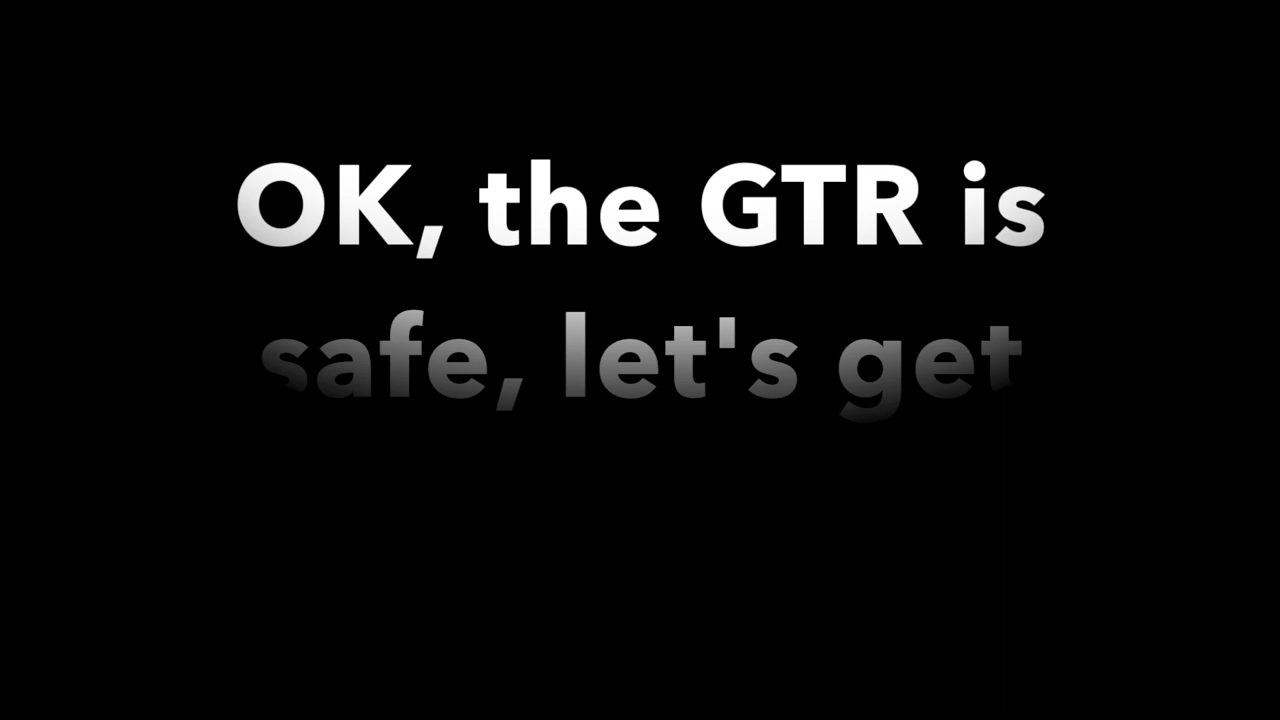 OK, the GTR is
safe, let's get